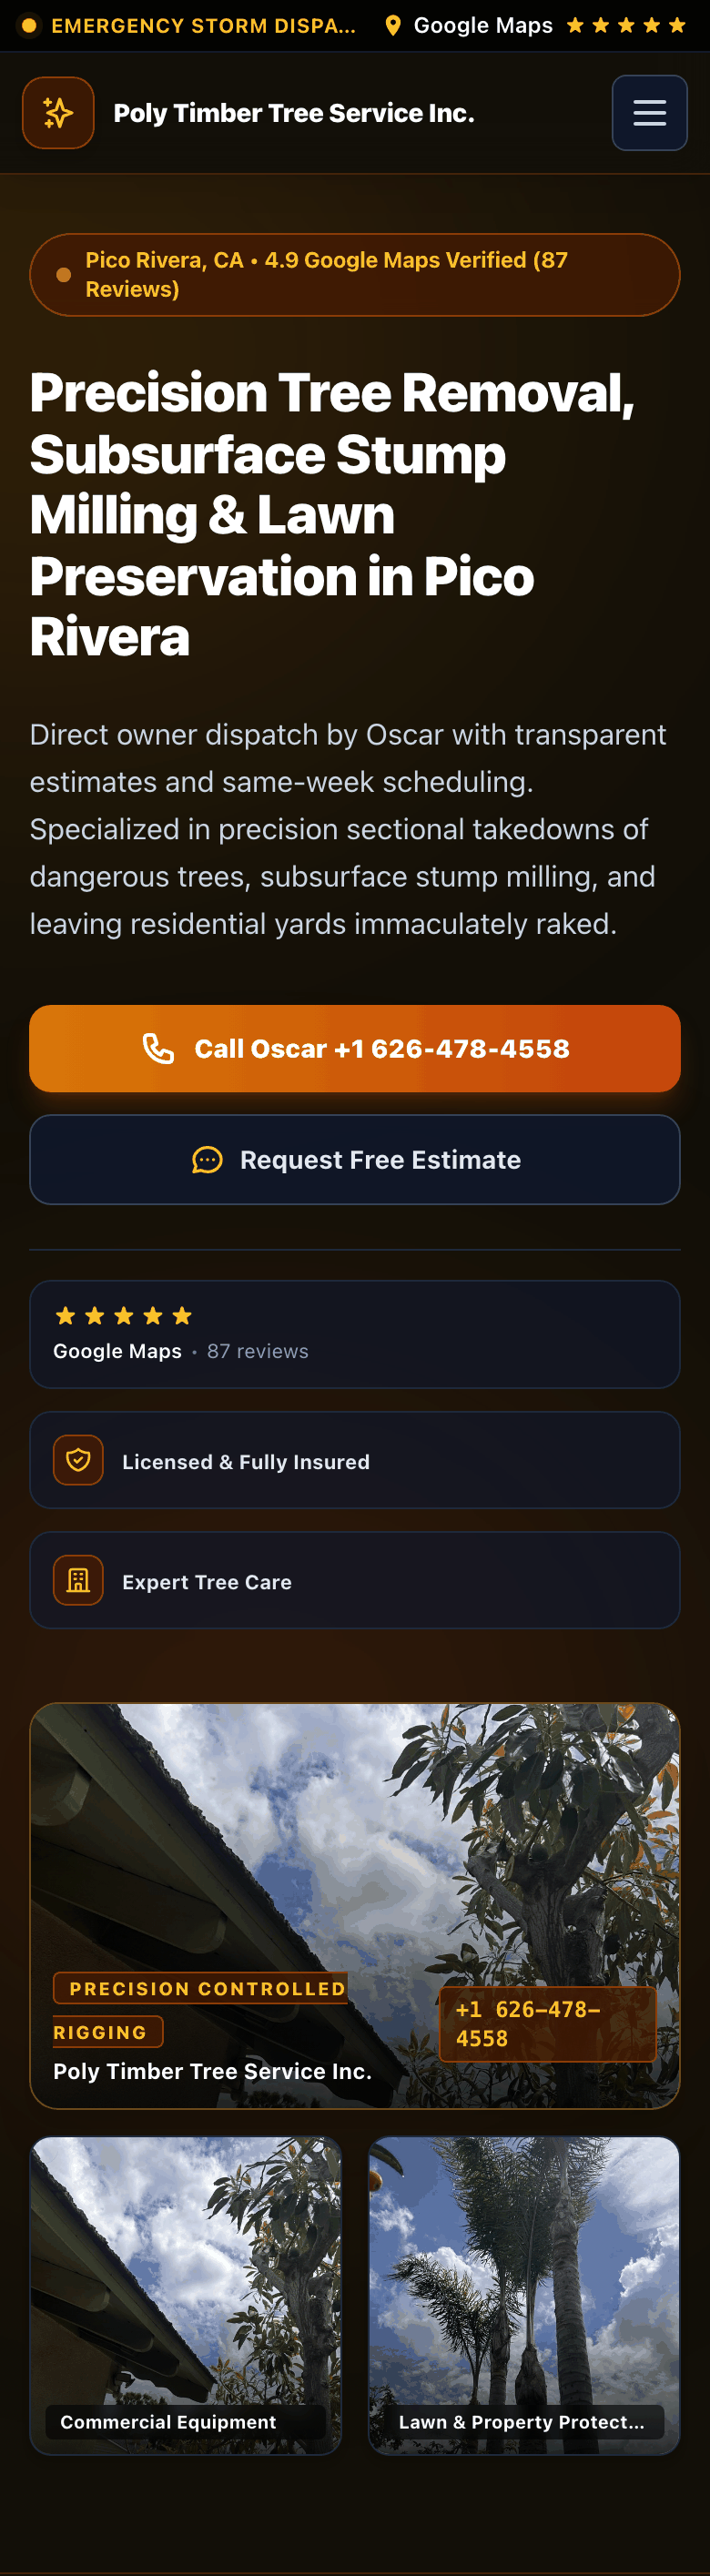 EMERGENCY STORM DISPA... Google Maps
Poly Timber Tree Service Inc.
Pico Rivera, CA • 4.9 Google Maps Verified (87
Reviews)
Precision Tree Removal,
Subsurface Stump
Milling & Lawn
Preservation in Pico
Rivera
Direct owner dispatch by Oscar with transparent
estimates and same-week scheduling.
Specialized in precision sectional takedowns of
dangerous trees, subsurface stump milling, and
leaving residential yards immaculately raked.
Call Oscar +1 626-478-4558
Request Free Estimate
Google Maps • 87 reviews
Licensed & Fully Insured
Expert Tree Care
PRECISION CONTROLLED
RIGGING
Poly Timber Tree Service Inc.
+1 626-478-
4558
Commercial Equipment
Lawn & Property Protect...